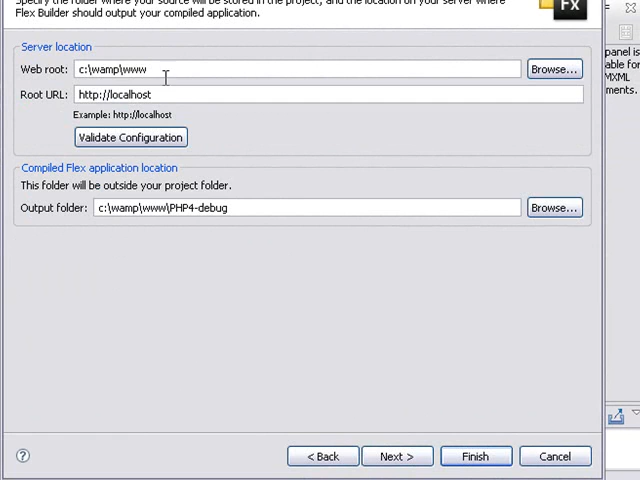 Specify the folder where your source will be stored in the project, and the location on your server where
Flex Builder should output your compiled application.
Fx
Server location
Web root: c:\wamp\www Browse...
Root URL: http://localhost
Example: http://localhost
Validate Configuration
Compiled Flex application location
This folder will be outside your project folder.
Output folder: c:\wamp\www\PHP4-debug Browse...
panel is
able for
MXML
ments.
? < Back Next > Finish Cancel